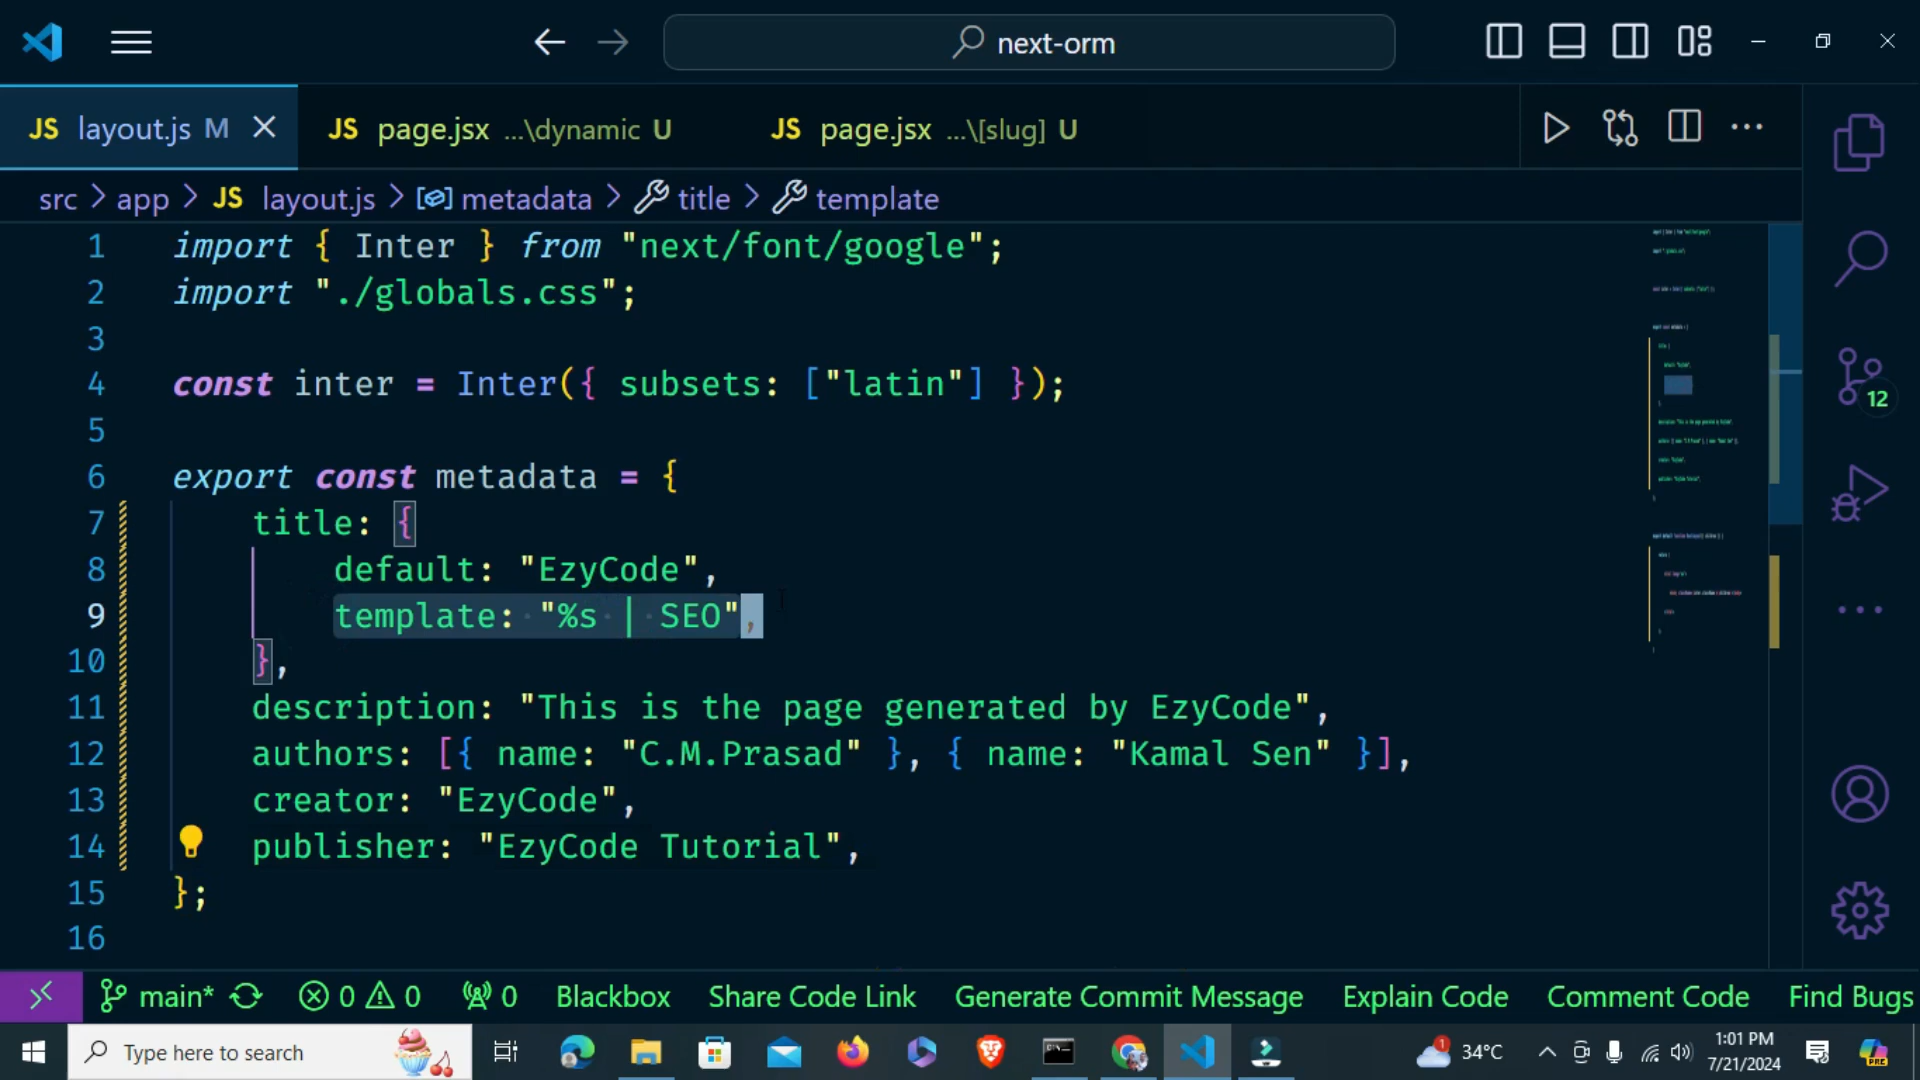 next-orm
JS layout.js M
JS page.jsx ...\dynamic U
JS page.jsx ...\[slug] U
src > app > JS layout.js > metadata > title > template
1 import { Inter } from "next/font/google";
2 import "./globals.css";
3
4 const inter = Inter({ subsets: ["latin"] });
5
6 export const metadata = {
7 title: {
8 default: "EzyCode",
9 template: "%s | SEO",
10 },
11 description: "This is the page generated by EzyCode",
12 authors: [{ name: "C.M.Prasad" }, { name: "Kamal Sen" }],
13 creator: "EzyCode",
14 publisher: "EzyCode Tutorial",
15 };
16
12
main* 0 0 0 Blackbox Share Code Link Generate Commit Message Explain Code Comment Code Find Bugs
Type here to search
34°C
1:01 PM
7/21/2024
PRE